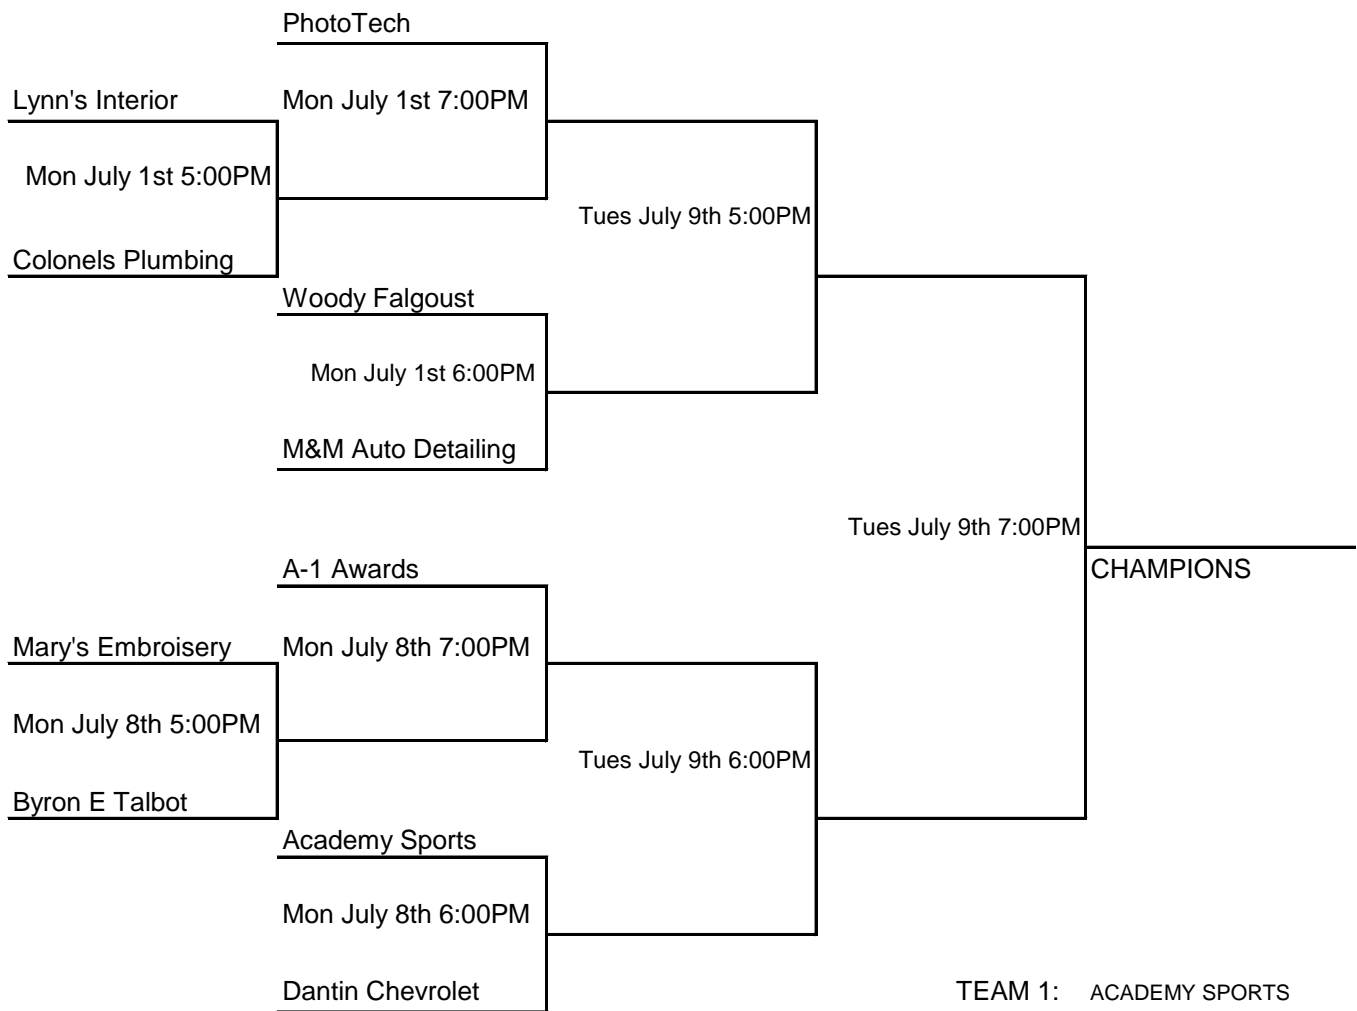 PhotoTech
Lynn's Interior
Mon July 1st 7:00PM
Mon July 1st 5:00PM
Tues July 9th 5:00PM
Colonels Plumbing
Woody Falgoust
Mon July 1st 6:00PM
M&M Auto Detailing
Tues July 9th 7:00PM
A-1 Awards
CHAMPIONS
Mary's Embroisery
Mon July 8th 7:00PM
Mon July 8th 5:00PM
Tues July 9th 6:00PM
Byron E Talbot
Academy Sports
Mon July 8th 6:00PM
Dantin Chevrolet
TEAM 1: ACADEMY SPORTS